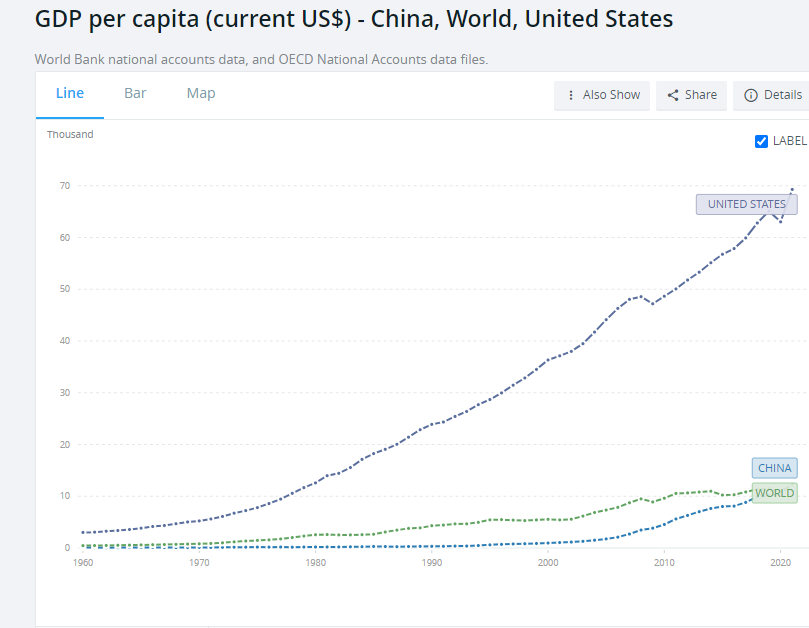 GDP per capita (current US$) - China, World, United States
World Bank national accounts data, and OECD National Accounts data files.
Line Bar Map Also Show Share Details
Thousand
LABEL
70
UNITED STATES
60
50
40
30
20
CHINA
10 WORLD
0
1960 1970 1980 1990 2000 2010 2020